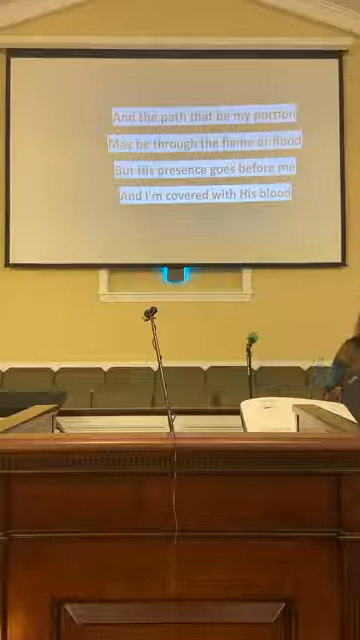 And the path that be my portion
May be through the flame or flood
But His presence goes before me
And I'm covered with His blood